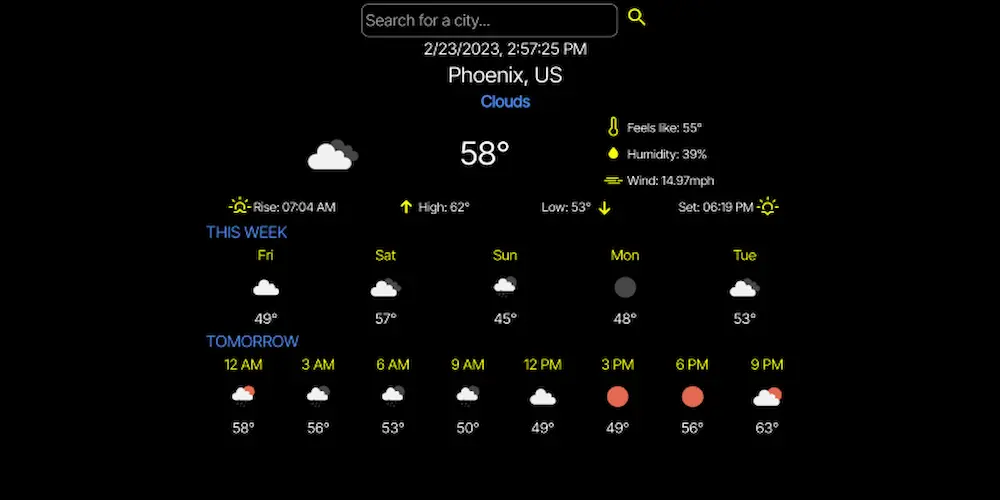 Search for a city...
2/23/2023, 2:57:25 PM
Phoenix, US
Clouds
58°
Feels like: 55°
Humidity: 39%
Wind: 14.97mph
Rise: 07:04 AM High: 62° Low: 53° Set: 06:19 PM
THIS WEEK
Fri Sat Sun Mon Tue
49° 57° 45° 48° 53°
TOMORROW
12 AM 3 AM 6 AM 9 AM 12 PM 3 PM 6 PM 9 PM
58° 56° 53° 50° 49° 49° 56° 63°